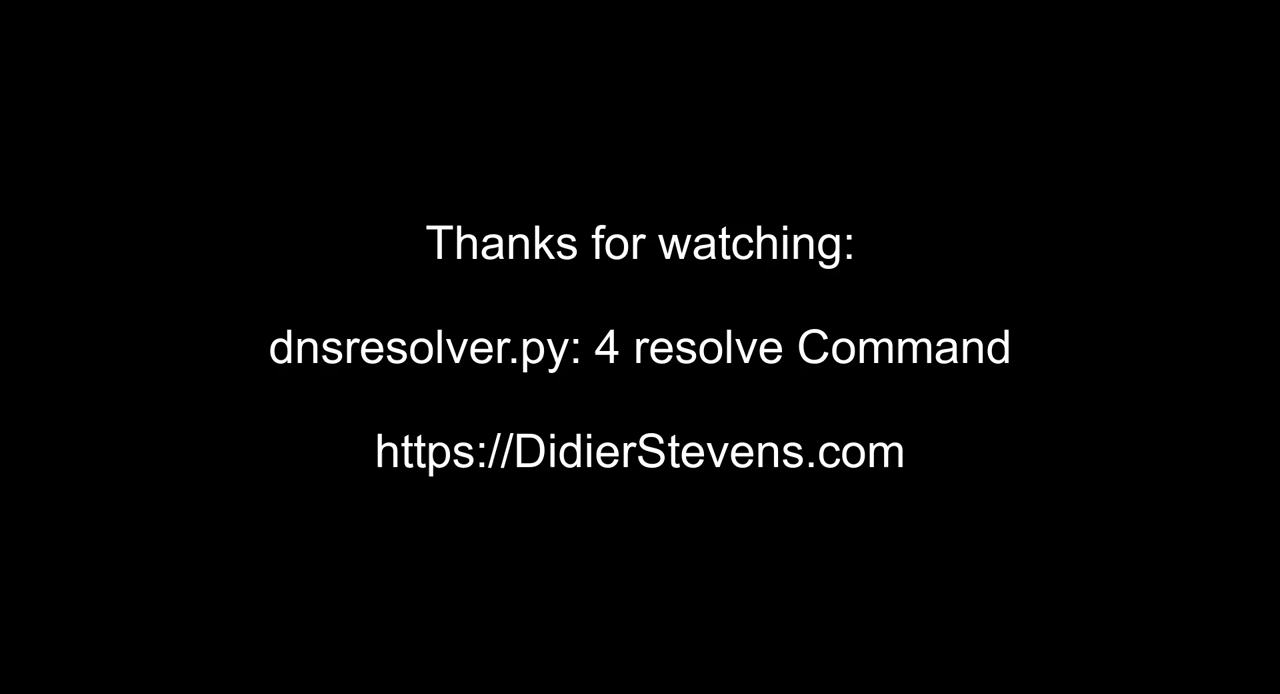 Thanks for watching:
dnsresolver.py: 4 resolve Command
https://DidierStevens.com